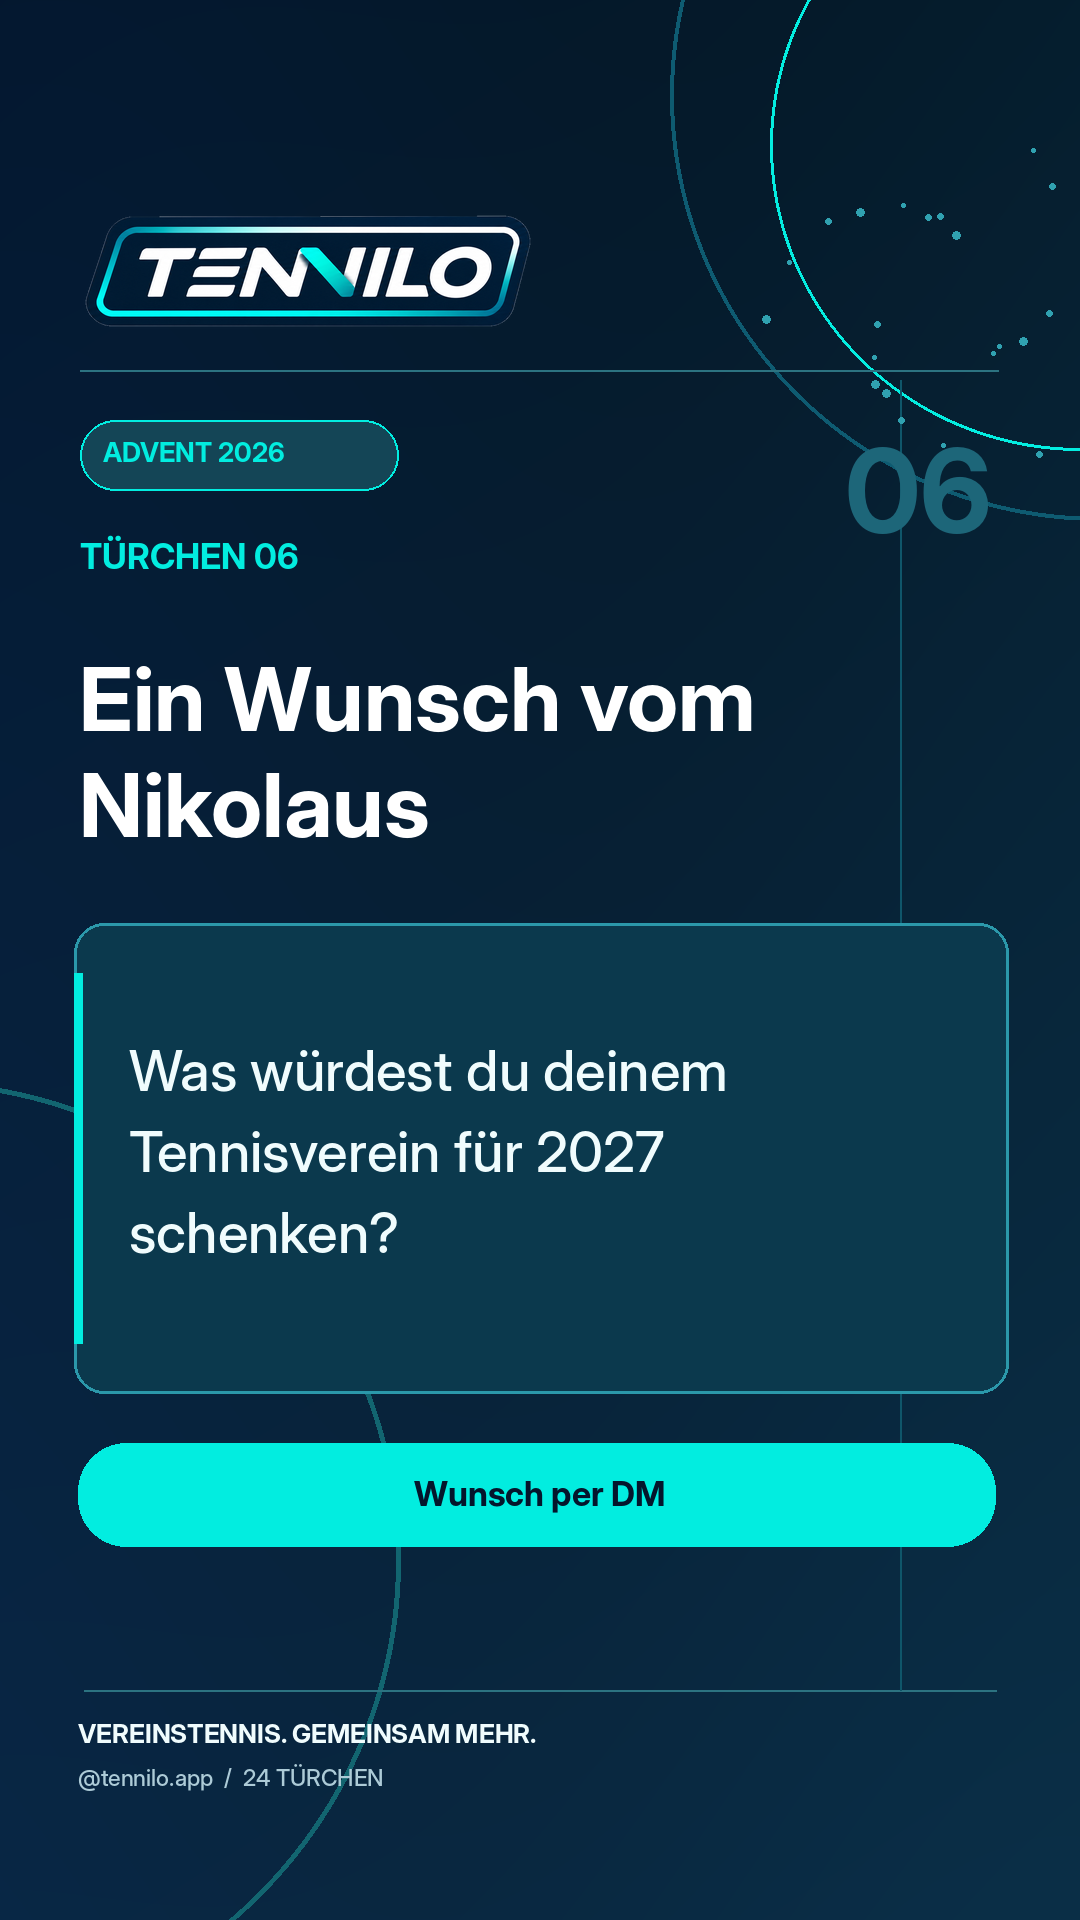 TENNILO
ADVENT 2026
06
TÜRCHEN 06
Ein Wunsch vom
Nikolaus
Was würdest du deinem
Tennisverein für 2027
schenken?
Wunsch per DM
VEREINSTENNIS. GEMEINSAM MEHR.
@tennilo.app / 24 TÜRCHEN